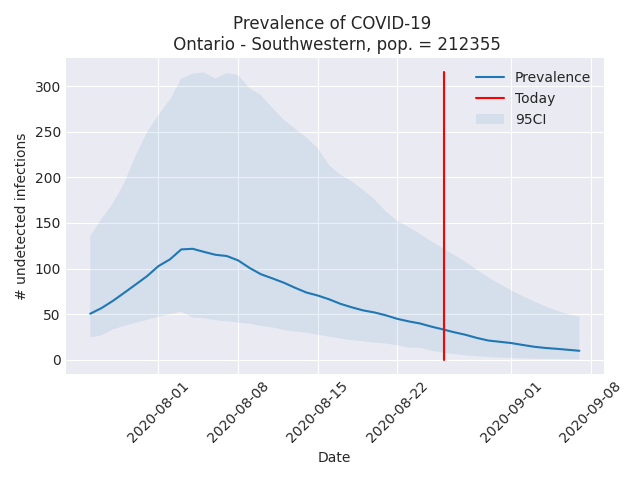 Prevalence of COVID-19
Ontario - Southwestern, pop. = 212355
Prevalence
Today
95CI
# undetected infections
300
250
200
150
100
50
0
2020-08-01
2020-08-08
2020-08-15
2020-08-22
2020-09-01
2020-09-08
Date